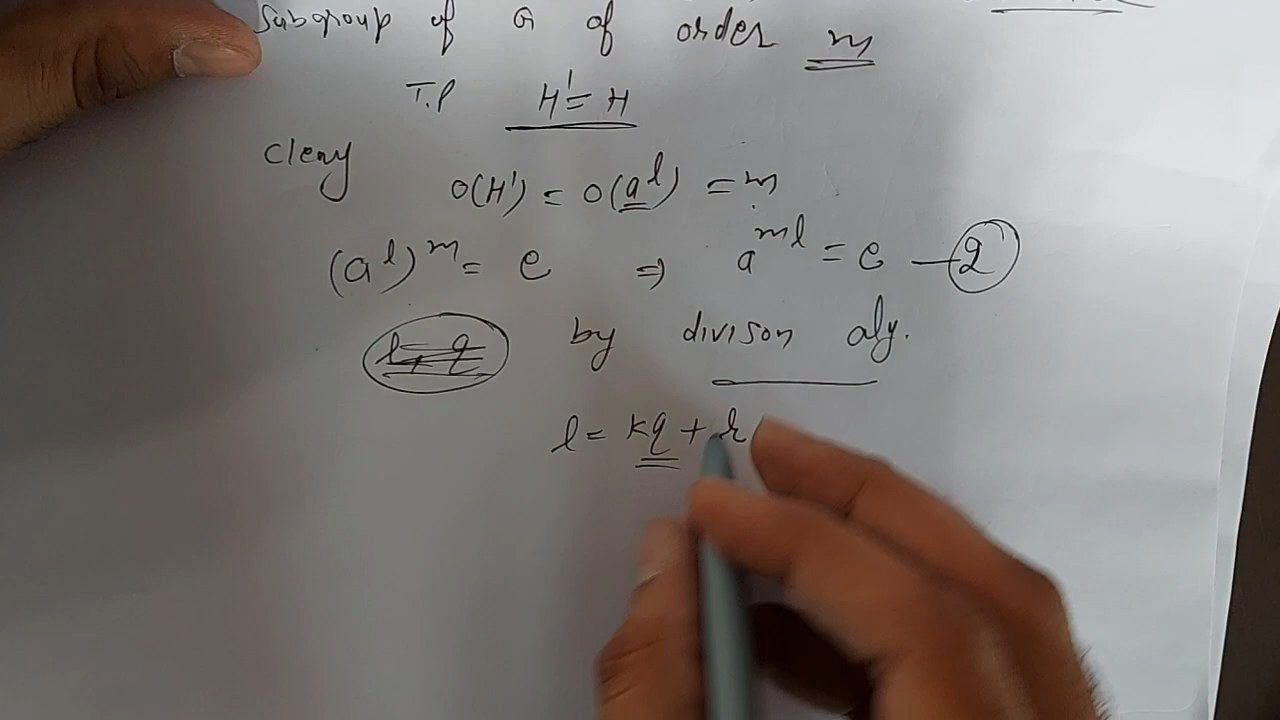 subgroup of G of order m
T.P H' = H
Clearly O(H') = O(a^l) = m
(a^l)^m = e ⇒ a^{ml} = e —②
by divison alg.
l = kq + r